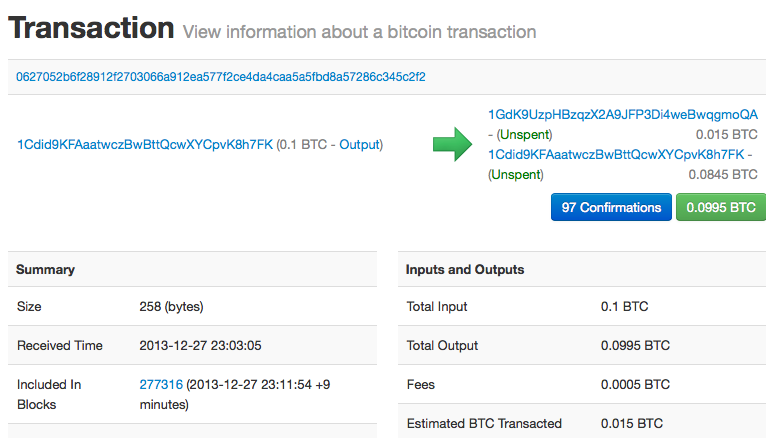 Transaction View information about a bitcoin transaction
0627052b6f28912f2703066a912ea577f2ce4da4caa5a5fbd8a57286c345c2f2
1Cdid9KFAaatwczBwBttQcwXYCpvK8h7FK (0.1 BTC - Output)
1GdK9UzpHBzqzX2A9JFP3Di4weBwqgmoQA
- (Unspent) 0.015 BTC
1Cdid9KFAaatwczBwBttQcwXYCpvK8h7FK -
(Unspent) 0.0845 BTC
97 Confirmations 0.0995 BTC
Summary
Size 258 (bytes)
Received Time 2013-12-27 23:03:05
Included In 277316 (2013-12-27 23:11:54 +9
Blocks minutes)
Inputs and Outputs
Total Input 0.1 BTC
Total Output 0.0995 BTC
Fees 0.0005 BTC
Estimated BTC Transacted 0.015 BTC